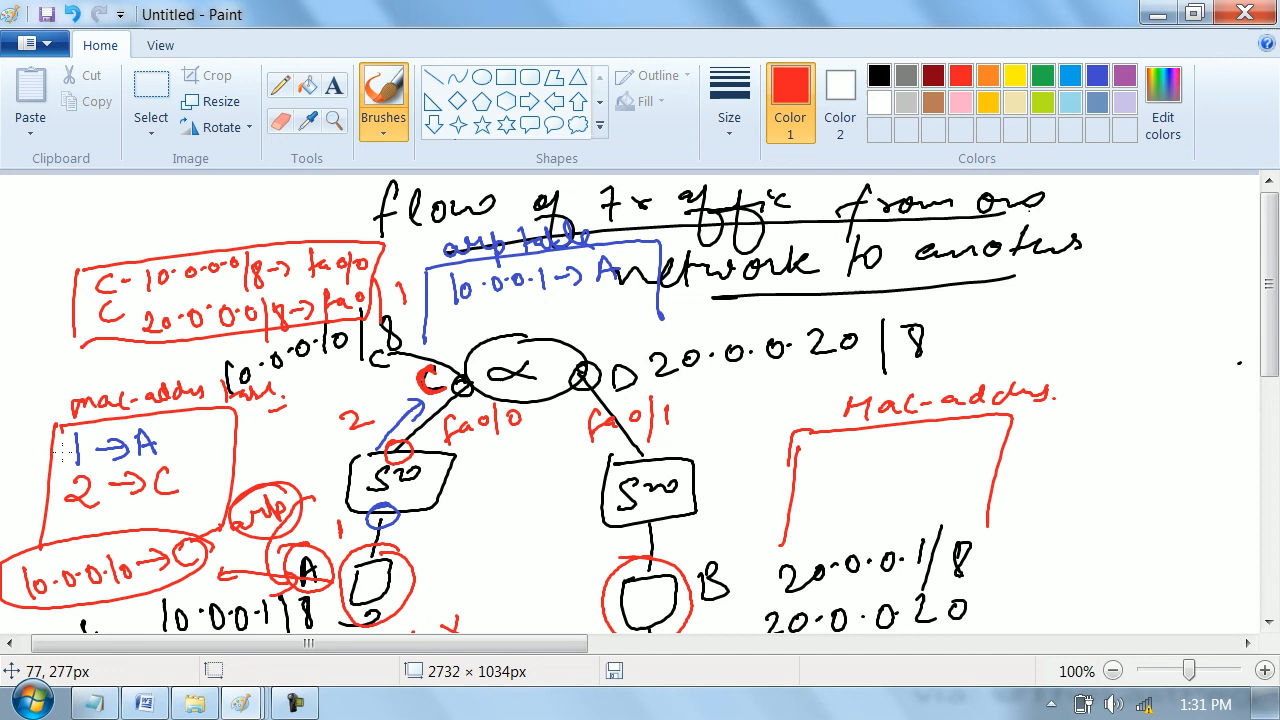 Untitled - Paint
Home View
Paste
Cut
Copy
Clipboard
Select
Crop
Resize
Rotate
Image
Tools
Brushes
Shapes
Outline
Fill
Size
Color 1
Color 2
Edit colors
Colors
flow of traffic from one
network to another
arp table
10.0.0.1 → A
C - 10.0.0.0/8 → fa0/0
C 20.0.0.0/8 → fa0/1
10.0.0.10/8
C
C
D 20.0.0.20/8
fa0/0
fa0/1
2
mac-address
1 → A
2 → C
arp
10.0.0.10 → C
A
10.0.0.1/8
1
Mac-address.
B
20.0.0.1/8
20.0.0.20
77, 277px
2732 × 1034px
100%
1:31 PM